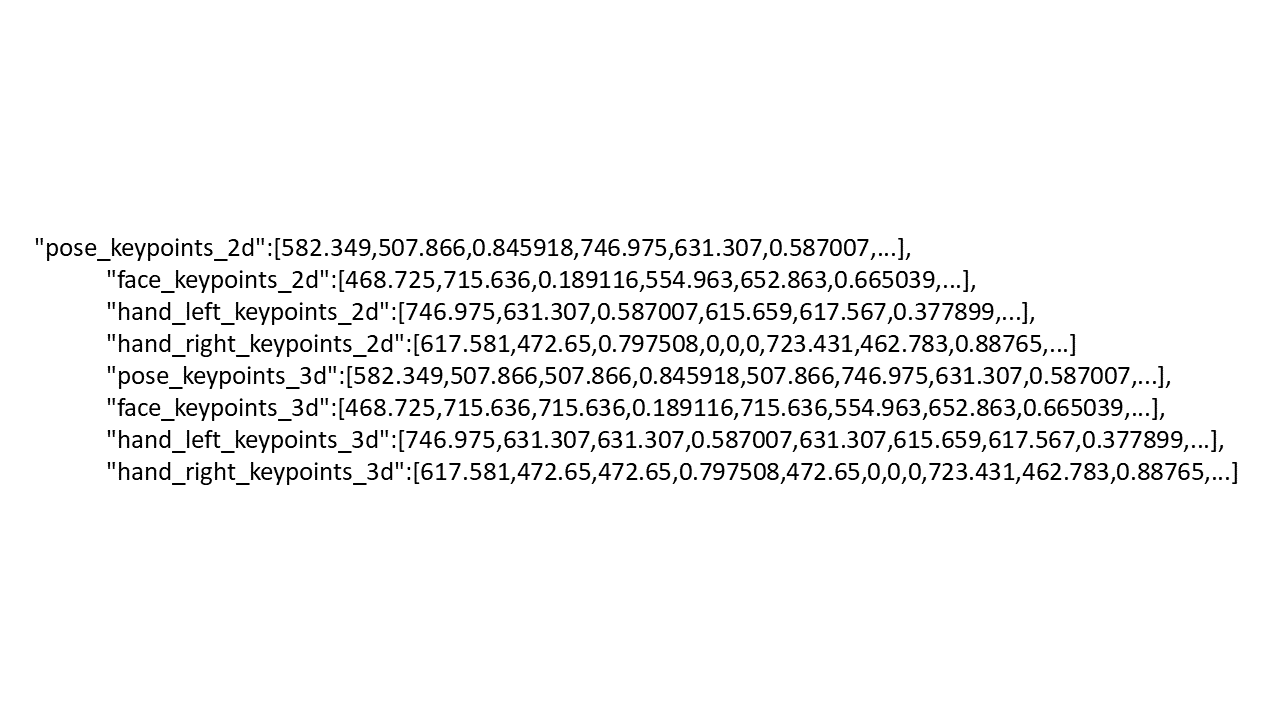 "pose_keypoints_2d":[582.349,507.866,0.845918,746.975,631.307,0.587007,...],
"face_keypoints_2d":[468.725,715.636,0.189116,554.963,652.863,0.665039,...],
"hand_left_keypoints_2d":[746.975,631.307,0.587007,615.659,617.567,0.377899,...],
"hand_right_keypoints_2d":[617.581,472.65,0.797508,0,0,0,723.431,462.783,0.88765,...]
"pose_keypoints_3d":[582.349,507.866,507.866,0.845918,507.866,746.975,631.307,0.587007,...],
"face_keypoints_3d":[468.725,715.636,715.636,0.189116,715.636,554.963,652.863,0.665039,...],
"hand_left_keypoints_3d":[746.975,631.307,631.307,0.587007,631.307,615.659,617.567,0.377899,...],
"hand_right_keypoints_3d":[617.581,472.65,472.65,0.797508,472.65,0,0,0,723.431,462.783,0.88765,...]